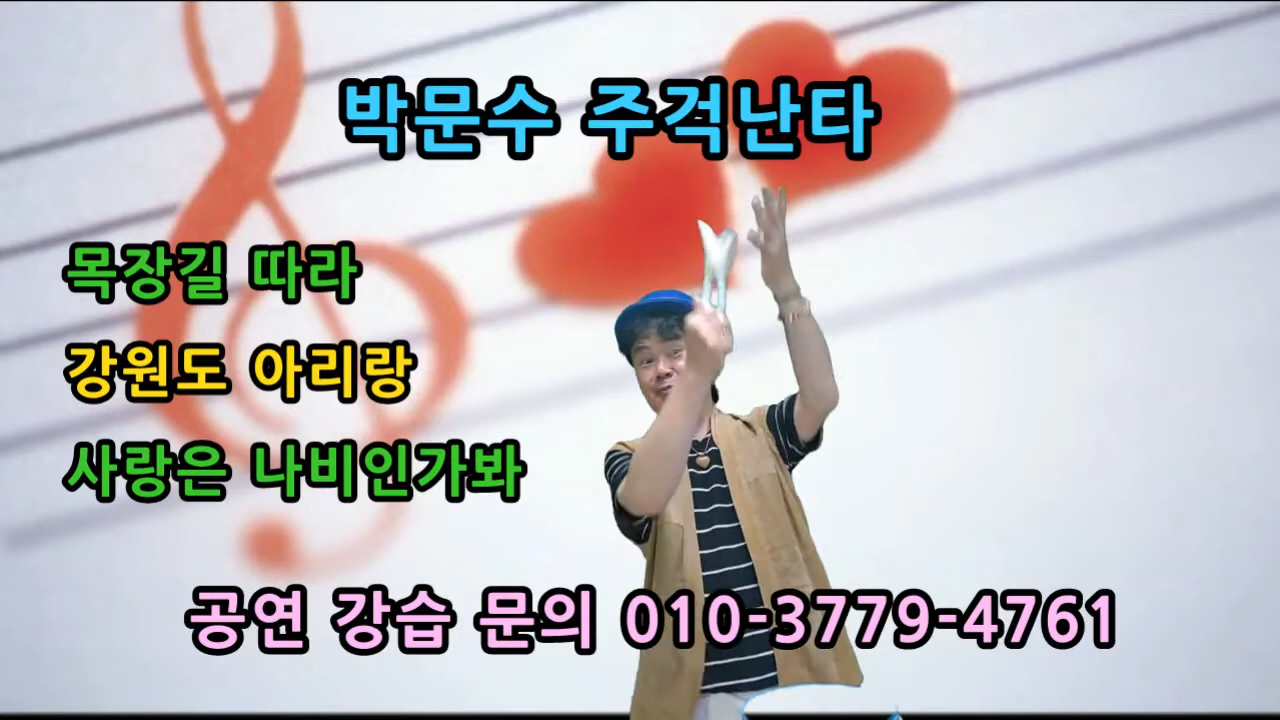 박문수 주걱난타
목장길 따라
강원도 아리랑
사랑은 나비인가봐
공연 강습 문의 010-3779-4761